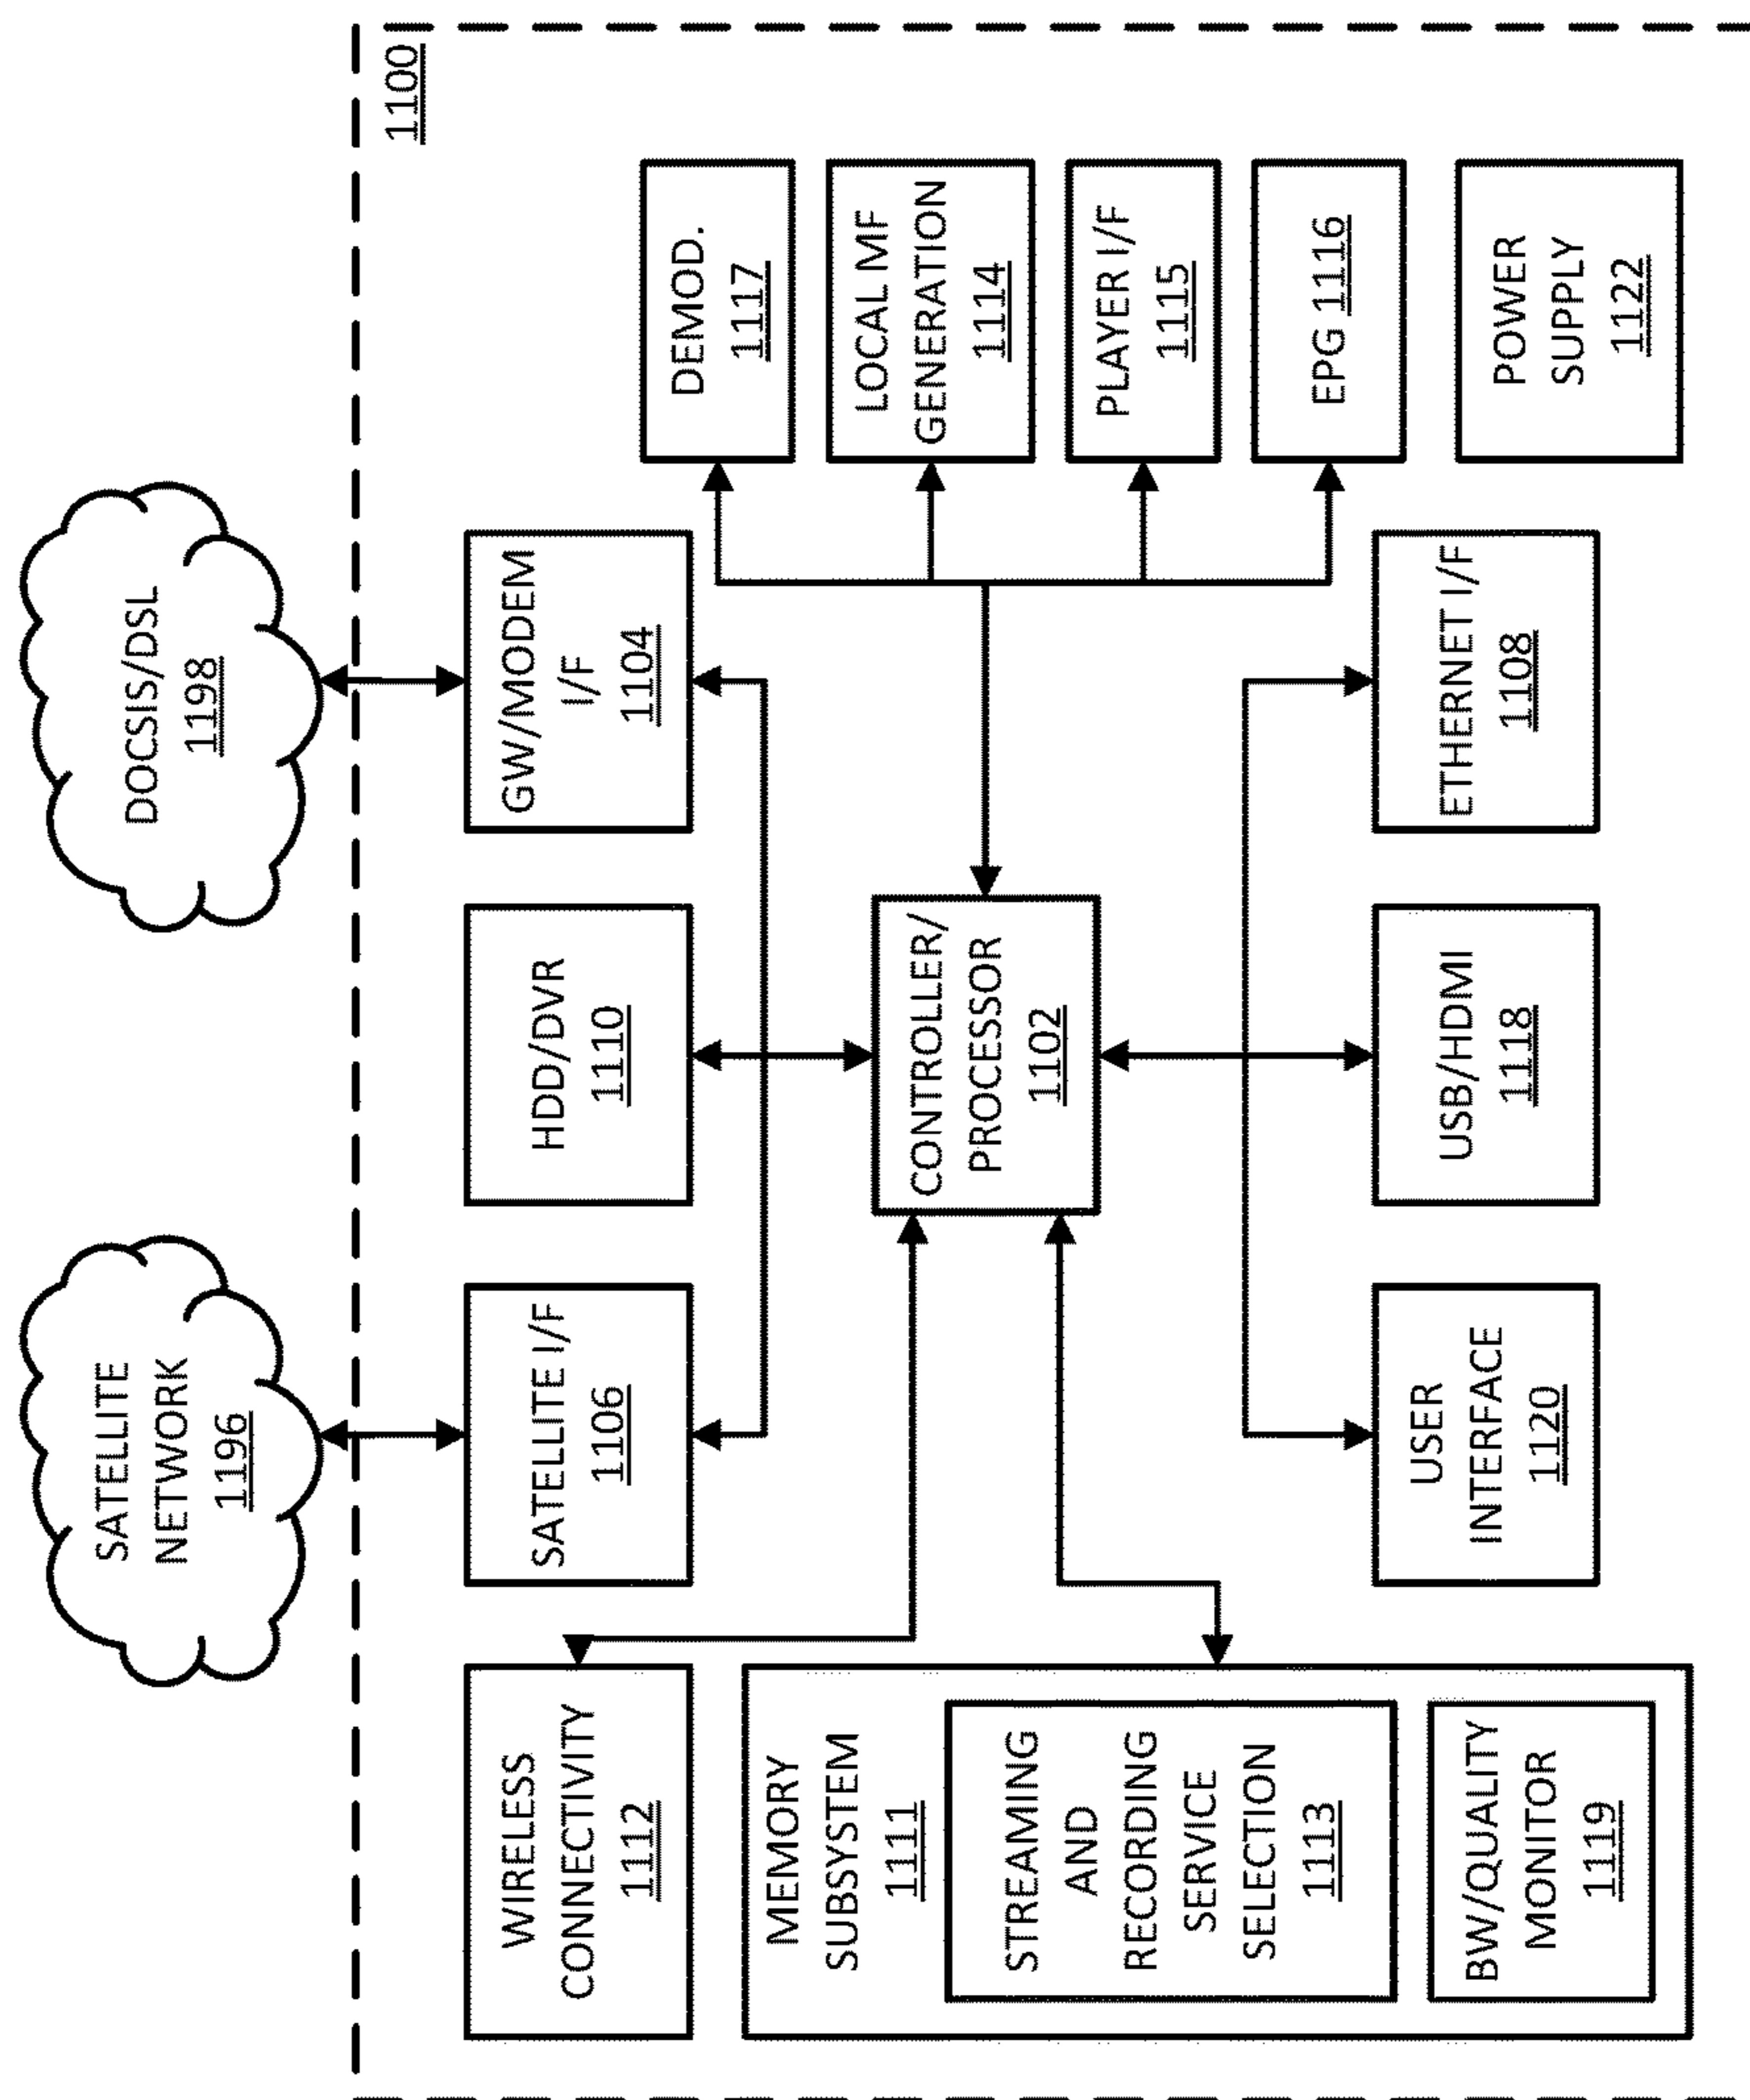 1100
SATELLITE
NETWORK
1196
DOCSIS/DSL
1198
WIRELESS
CONNECTIVITY
1112
SATELLITE I/F
1106
HDD/DVR
1110
GW/MODEM
I/F
1104
DEMOD.
1117
LOCAL MF
GENERATION
1114
PLAYER I/F
1115
EPG 1116
POWER
SUPPLY
1122
CONTROLLER/
PROCESSOR
1102
MEMORY
SUBSYSTEM
1111
STREAMING
AND
RECORDING
SERVICE
SELECTION
1113
BW/QUALITY
MONITOR
1119
USER
INTERFACE
1120
USB/HDMI
1118
ETHERNET I/F
1108